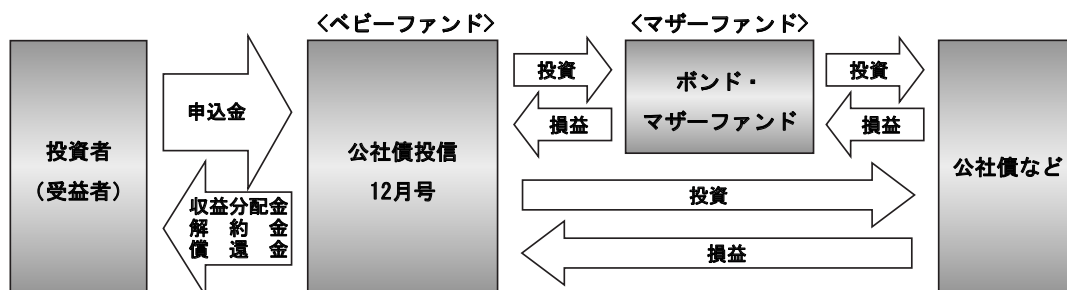 <ベビーファンド>
<マザーファンド>
投資者
(受益者)
申込金
収益分配金
解約金
償還金
公社債投信
12月号
投資
損益
ボンド・
マザーファンド
投資
損益
投資
損益
公社債など